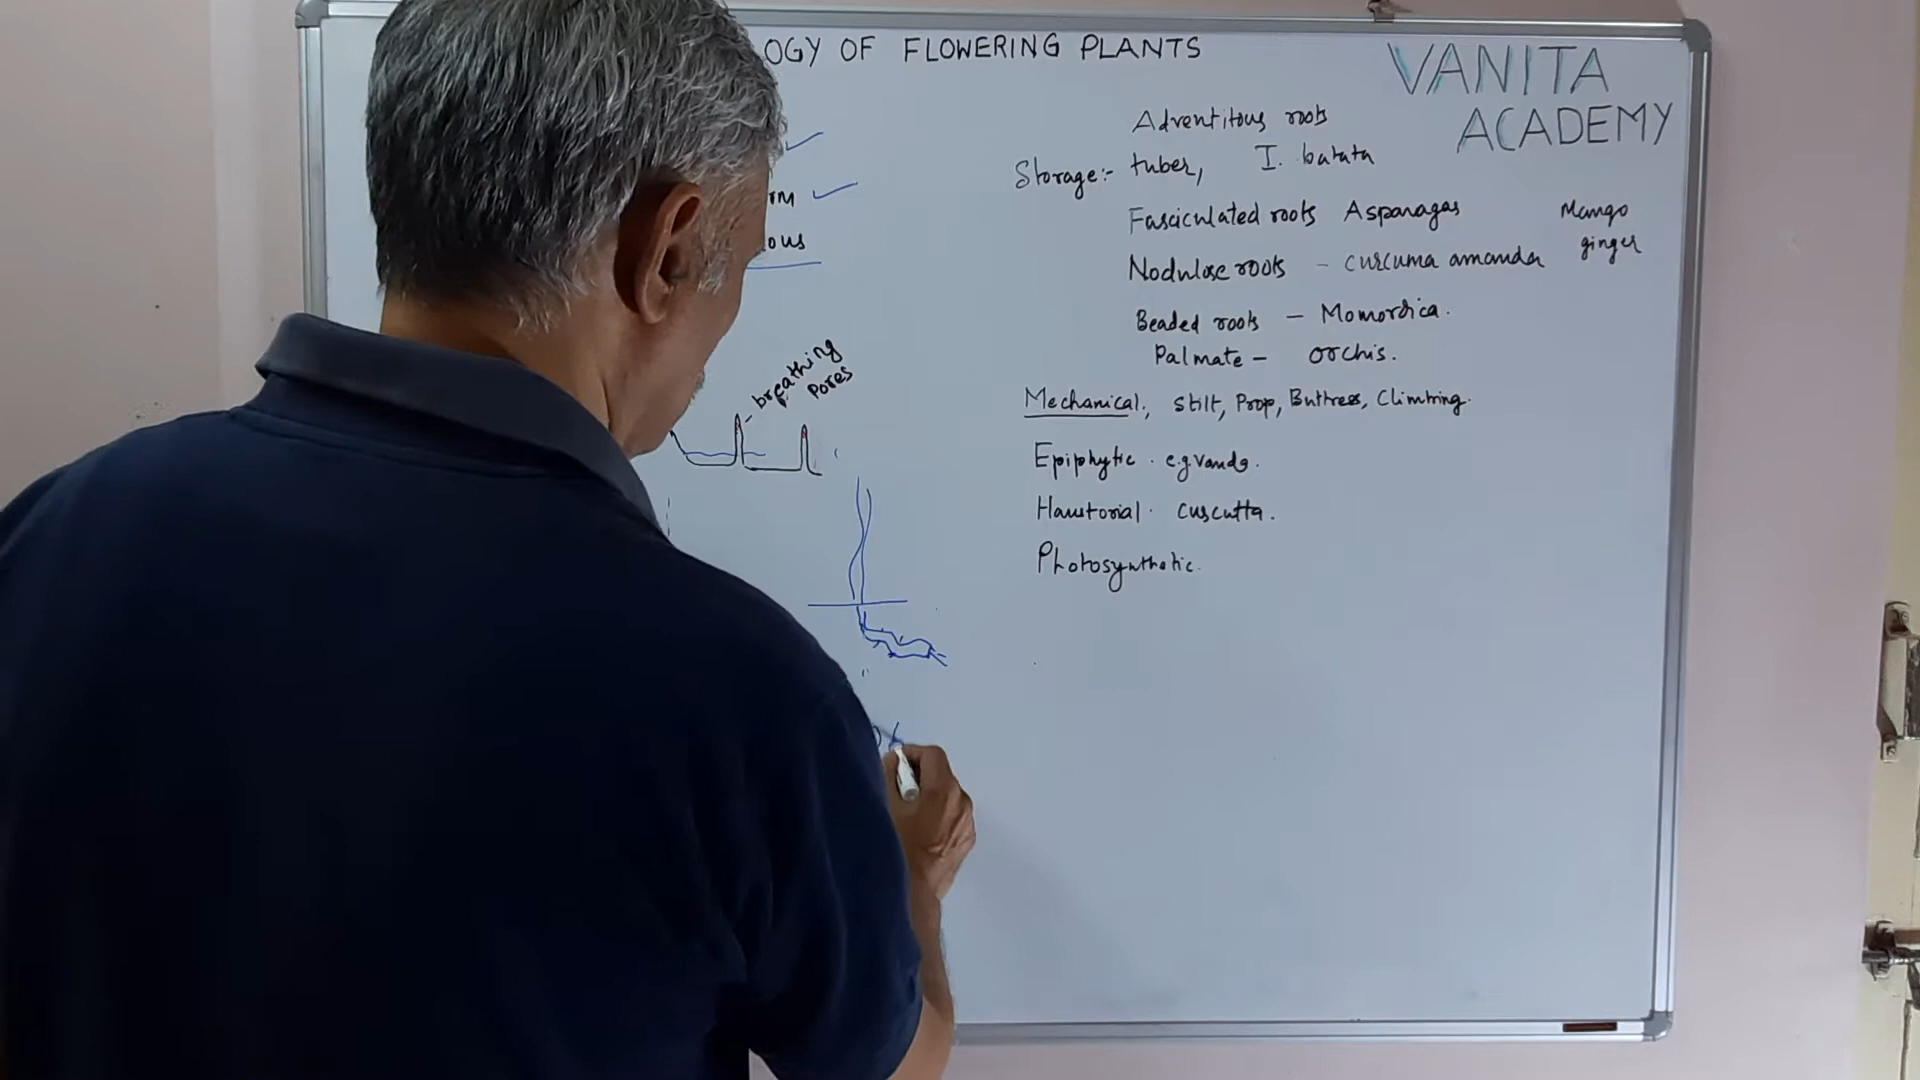 OGY OF FLOWERING PLANTS
VANITA
ACADEMY
Adventitous roots
Storage:- tuber, I. batata
Fasciculated roots Asparagas
Nodulose roots - curcuma amanda Mango ginger
Beaded roots - Momordica.
Palmate - orchis.
Mechanical, stilt, Prop, Buttress, Climbing.
Epiphytic. e.g Vanda.
Haustorial. cuscutta.
Photosynthetic.
rm
ous
breathing
Pores